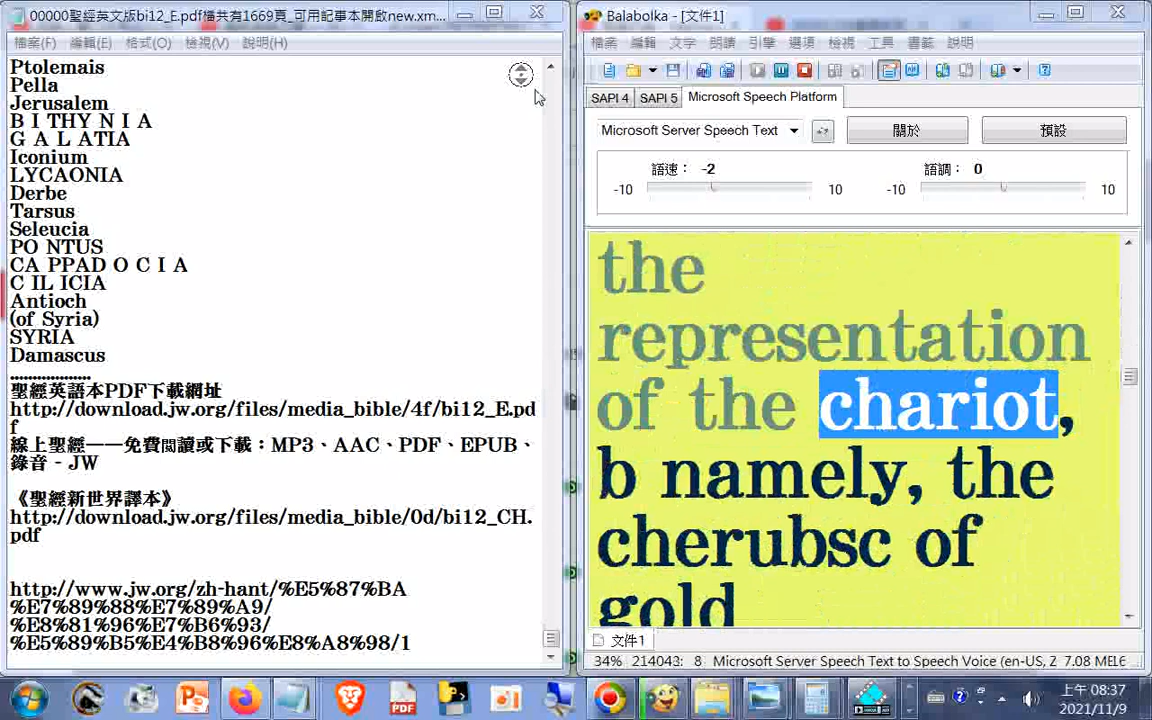 00000聖經英文版bi12_E.pdf檔共有1669頁_可用記事本開啟new.xm...
檔案(F) 編輯(E) 格式(O) 檢視(V) 說明(H)
Ptolemais
Pella
Jerusalem
B I THY N I A
G A L ATIA
Iconium
LYCAONIA
Derbe
Tarsus
Seleucia
PO NTUS
CA PPAD O C I A
C IL ICIA
Antioch
(of Syria)
SYRIA
Damascus
..................
聖經英語本PDF下載網址
http://download.jw.org/files/media_bible/4f/bi12_E.pd
f
線上聖經——免費閱讀或下載：MP3、AAC、PDF、EPUB、
錄音 - JW
《聖經新世界譯本》
http://download.jw.org/files/media_bible/0d/bi12_CH.
pdf
http://www.jw.org/zh-hant/%E5%87%BA
%E7%89%88%E7%89%A9/
%E8%81%96%E7%B6%93/
%E5%89%B5%E4%B8%96%E8%A8%98/1
Balabolka - [文件1]
檔案 編輯 文字 朗讀 引擎 選項 檢視 工具 書籤 說明
SAPI 4 SAPI 5 Microsoft Speech Platform
Microsoft Server Speech Text 關於 預設
語速： -2 語調： 0
-10 10 -10 10
the
representation
of the chariot,
b namely, the
cherubsc of
gold
文件1
34% 214043: 8 Microsoft Server Speech Text to Speech Voice (en-US, Z 7.08 МБ
上午 08:37
2021/11/9